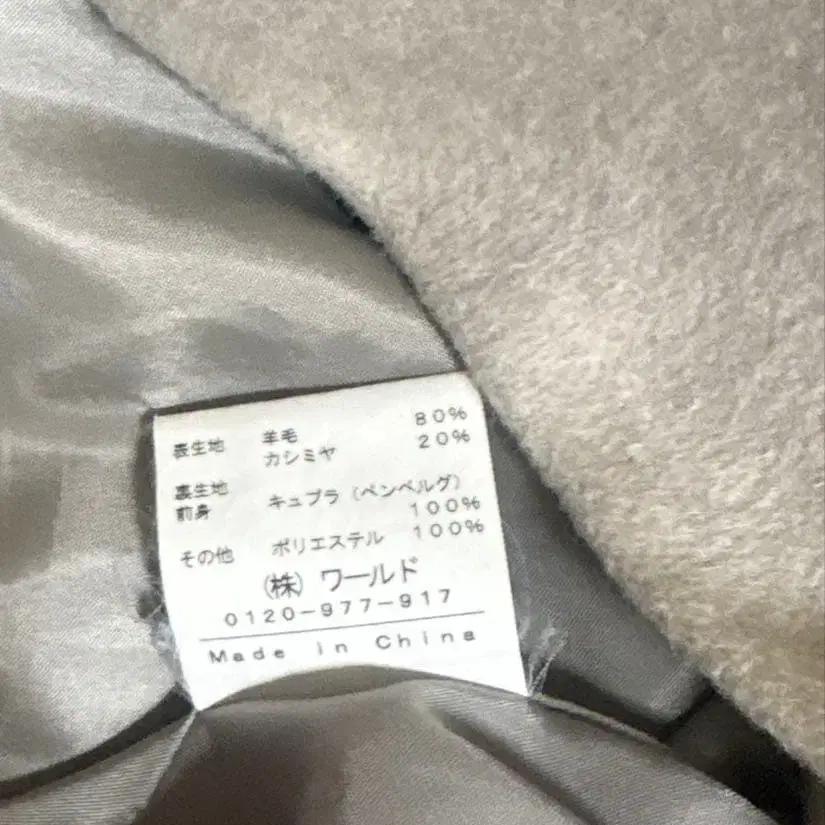 表生地 羊毛 80%
カシミヤ 20%
裏生地
前身 キュプラ(ベンベルグ) 100%
その他 ポリエステル 100%
(株)ワールド
0120-977-917
Made in China